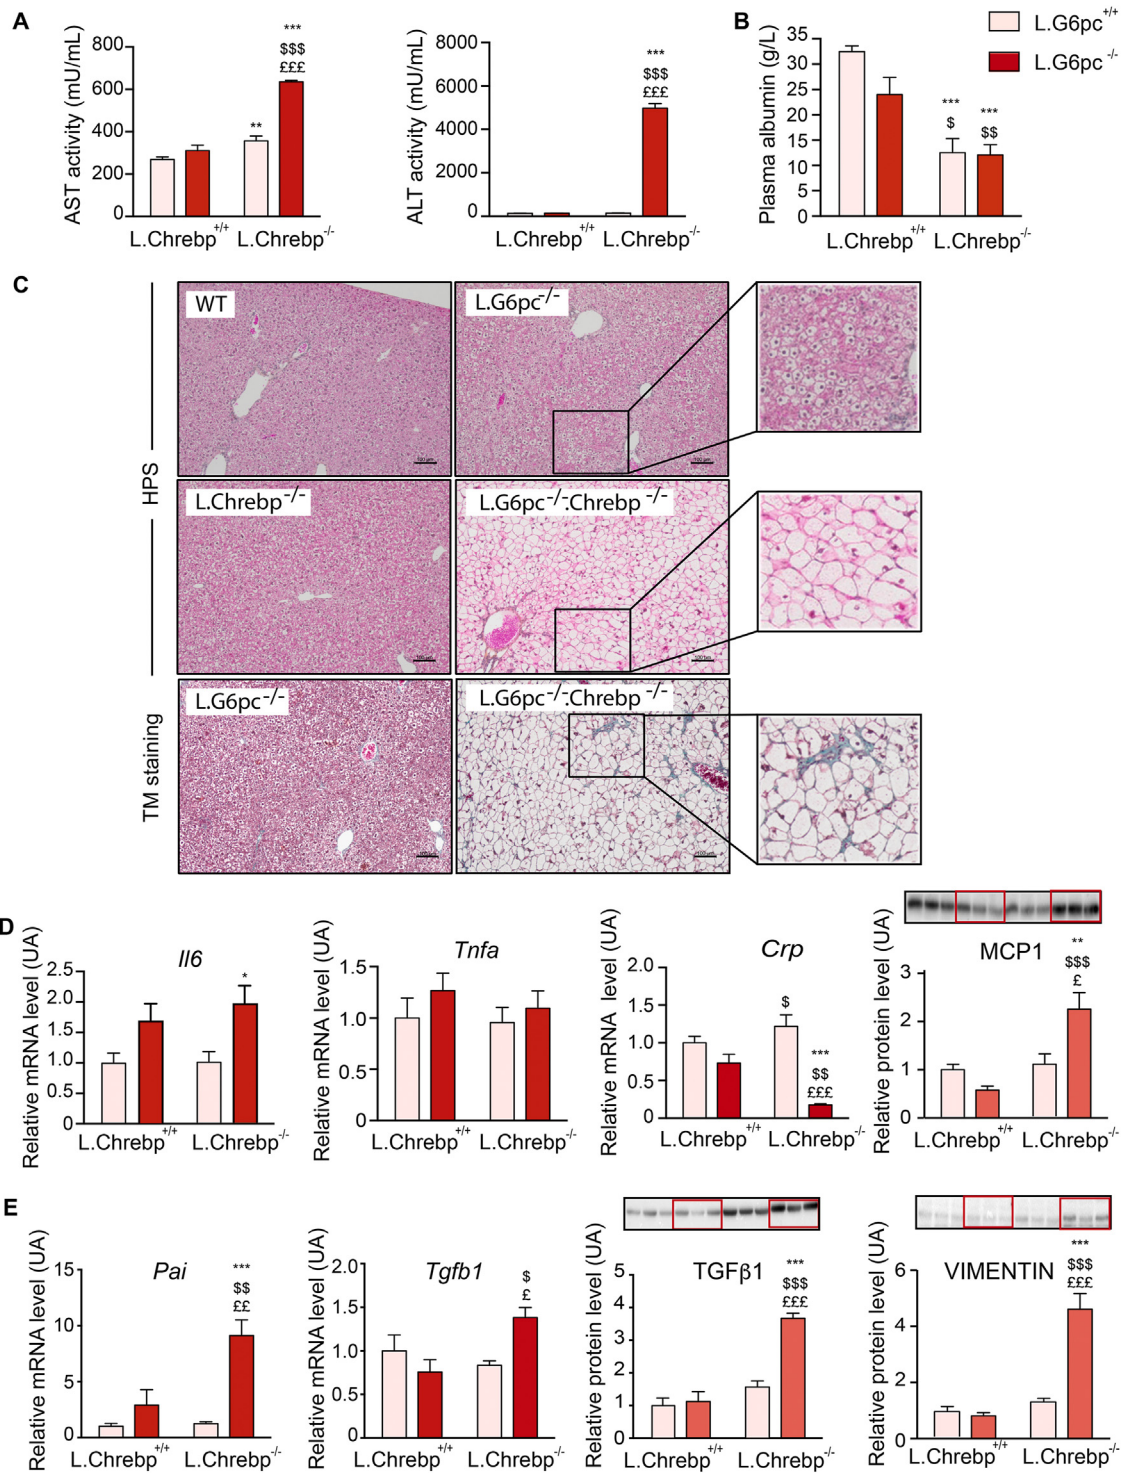 A
AST activity (mU/mL)
800
600
400
200
0
**
***
$$$
£££
L.Chrebp+/+
L.Chrebp-/-
ALT activity (mU/mL)
8000
6000
4000
2000
0
***
$$$
£££
L.Chrebp+/+
L.Chrebp-/-
B
Plasma albumin (g/L)
35
30
25
20
15
10
5
0
***
$
***
$$
L.Chrebp+/+
L.Chrebp-/-
L.G6pc+/+
L.G6pc-/-
C
HPS
WT
L.G6pc-/-
L.Chrebp-/-
L.G6pc-/-.Chrebp-/-
TM staining
L.G6pc-/-
L.G6pc-/-.Chrebp-/-
D
Relative mRNA level (UA)
Il6
2.5
2.0
1.5
1.0
0.5
0
*
L.Chrebp+/+
L.Chrebp-/-
Relative mRNA level (UA)
Tnfa
1.5
1.0
0.5
0
L.Chrebp+/+
L.Chrebp-/-
Relative mRNA level (UA)
Crp
2.0
1.5
1.0
0.5
0
$
***
$$
£££
L.Chrebp+/+
L.Chrebp-/-
Relative protein level (UA)
MCP1
3
2
1
0
**
$$$
£
L.Chrebp+/+
L.Chrebp-/-
E
Relative mRNA level (UA)
Pai
15
10
5
0
***
$$
££
L.Chrebp+/+
L.Chrebp-/-
Relative mRNA level (UA)
Tgfb1
2.0
1.5
1.0
0.5
0
$
£
L.Chrebp+/+
L.Chrebp-/-
Relative protein level (UA)
TGFβ1
5
4
3
2
1
0
***
$$$
£££
L.Chrebp+/+
L.Chrebp-/-
Relative protein level (UA)
VIMENTIN
6
4
2
0
***
$$$
£££
L.Chrebp+/+
L.Chrebp-/-